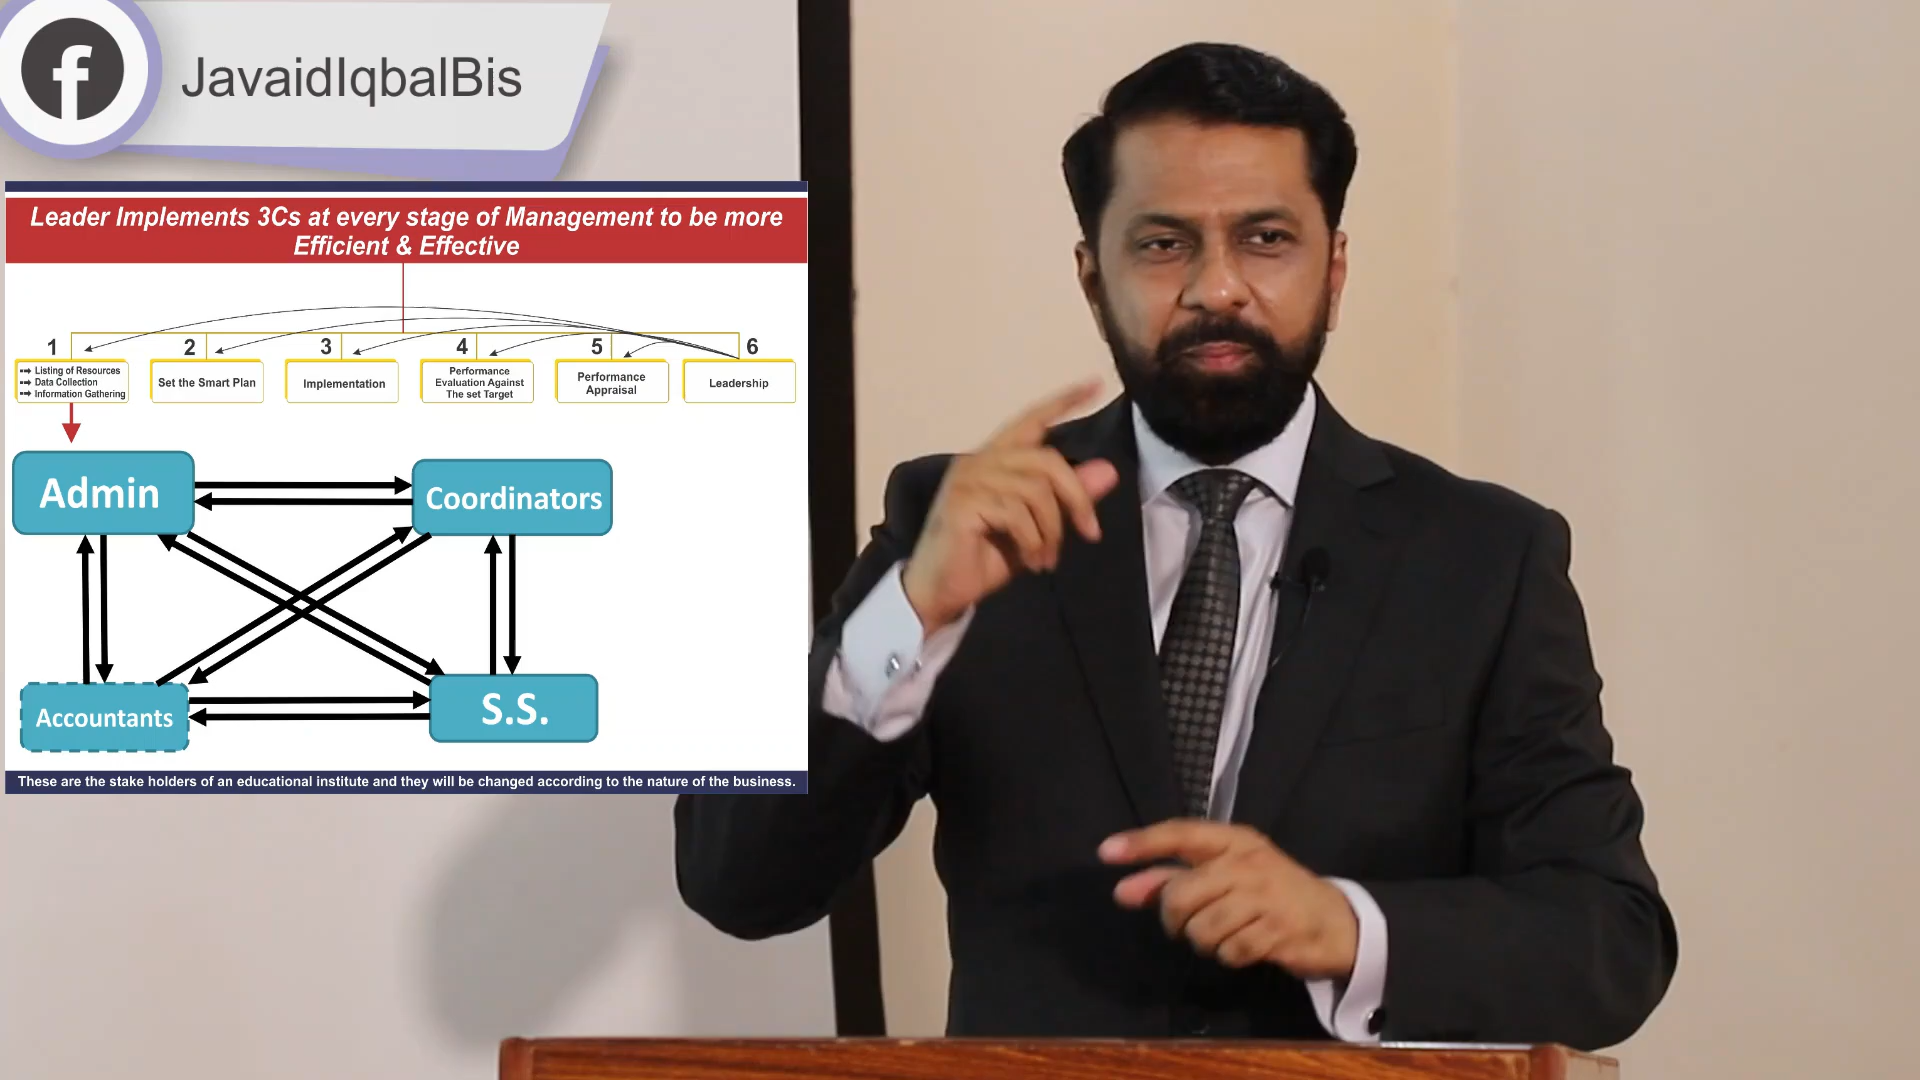 f JavaidIqbalBis
Leader Implements 3Cs at every stage of Management to be more
Efficient & Effective
1 2 3 4 5 6
Listing of Resources
Data Collection
Information Gathering
Set the Smart Plan
Implementation
Performance
Evaluation Against
The set Target
Performance
Appraisal
Leadership
Admin
Coordinators
Accountants
S.S.
These are the stake holders of an educational institute and they will be changed according to the nature of the business.